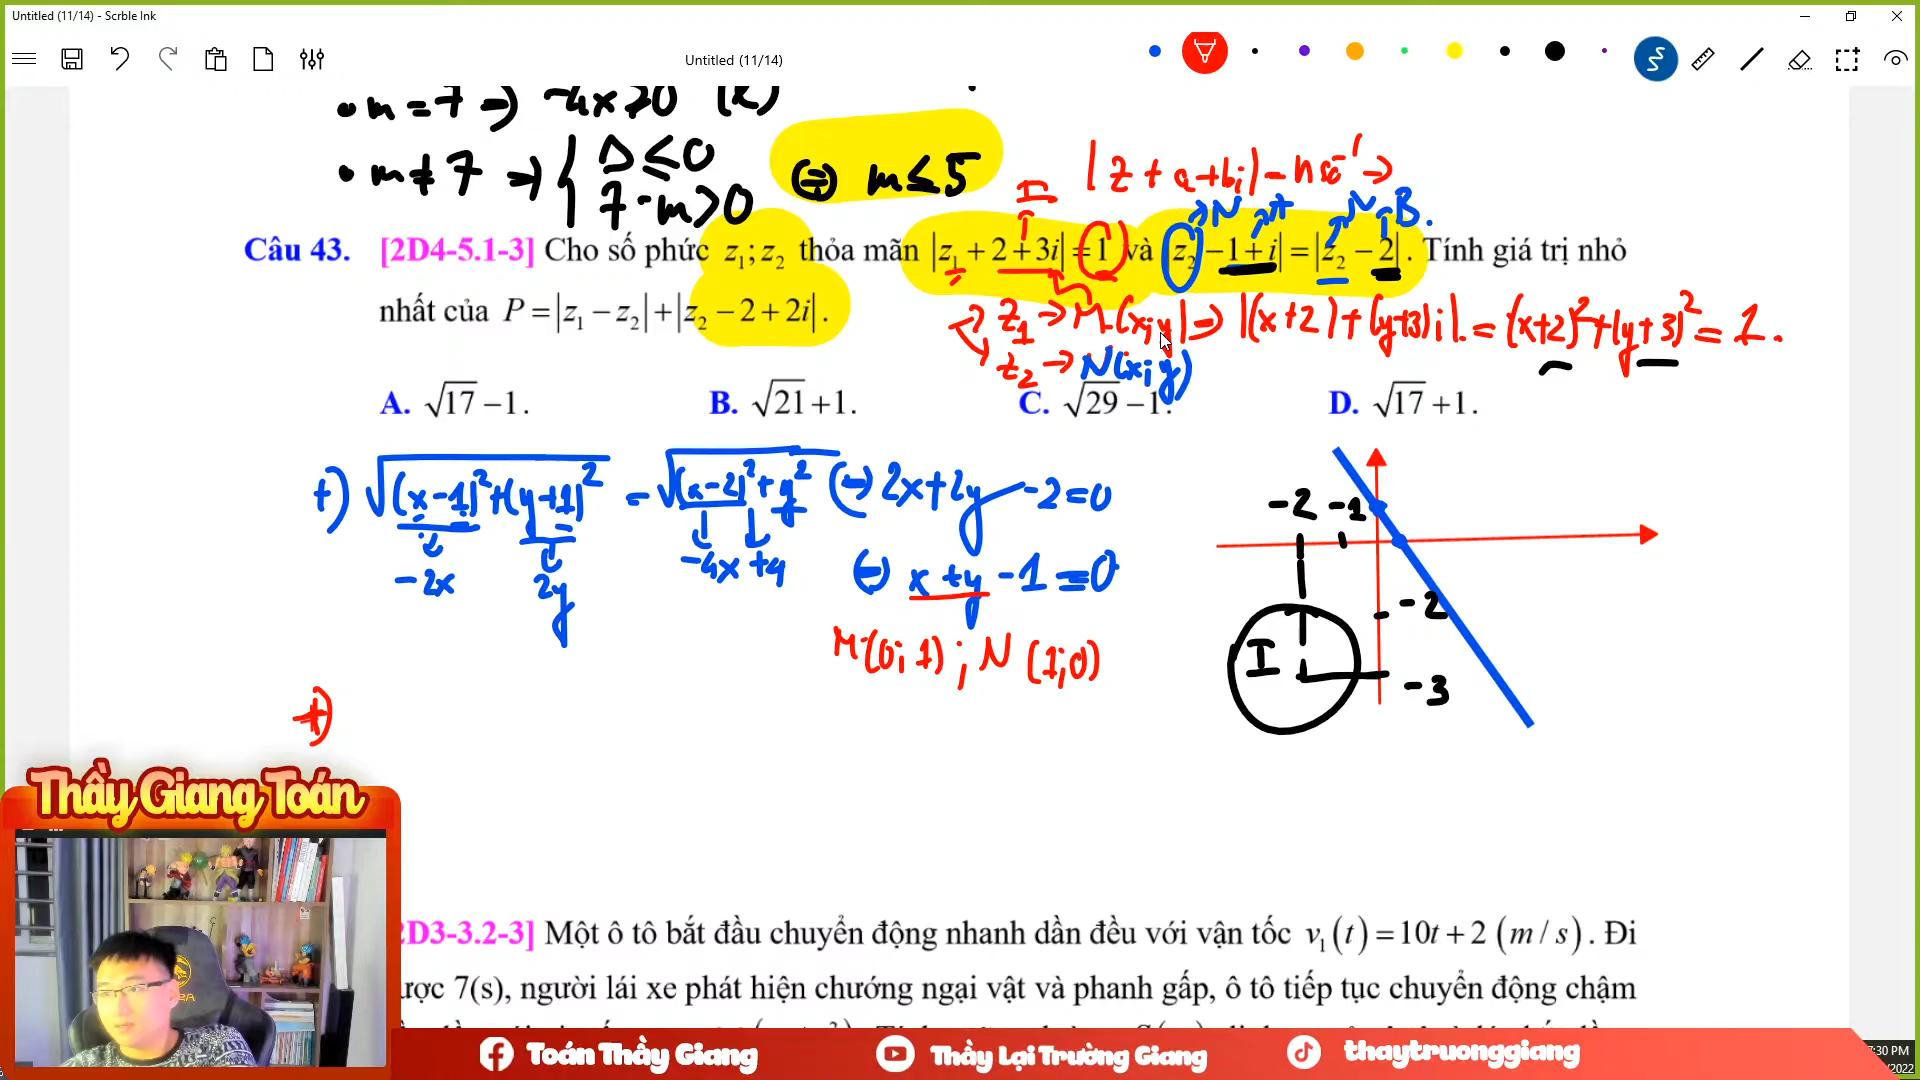 Untitled (11/14) - Scrble Ink
Untitled (11/14)
• m = 7 ⇒ -4x > 0 (L)
• m ≠ 7 ⇒ { Δ ≤ 0
7 - m > 0
⇔ m ≤ 5
|z + a + bi| = →
I
N A N B.
Câu 43. [2D4-5.1-3] Cho số phức z₁; z₂ thỏa mãn |z₁ + 2 + 3i| = 1 và |z₂ - 1 + i| = |z₂ - 2|. Tính giá trị nhỏ
nhất của P = |z₁ - z₂| + |z₂ - 2 + 2i|.
z₁ → M(x;y) ⇒ |(x+2) + (y+3)i| = (x+2)² + (y+3)² = 1.
z₂ → N(x;y)
A. √17 - 1. B. √21 + 1. C. √29 - 1. D. √17 + 1.
+) √((x-1)² + (y+1)²) = √((x-2)² + y²) (=) 2x + 2y - 2 = 0
-2x 2y -4x +4 (=) x + y - 1 = 0
M(0;1); N(1;0)
-2 -1
-2
I
-3
+)
Thầy Giang Toán
2D3-3.2-3] Một ô tô bắt đầu chuyển động nhanh dần đều với vận tốc v₁(t) = 10t + 2 (m/s). Đi
ược 7(s), người lái xe phát hiện chướng ngại vật và phanh gấp, ô tô tiếp tục chuyển động chậm
Toán Thầy Giang Thầy Lại Trường Giang thaytruonggiang
7:30 PM
2022